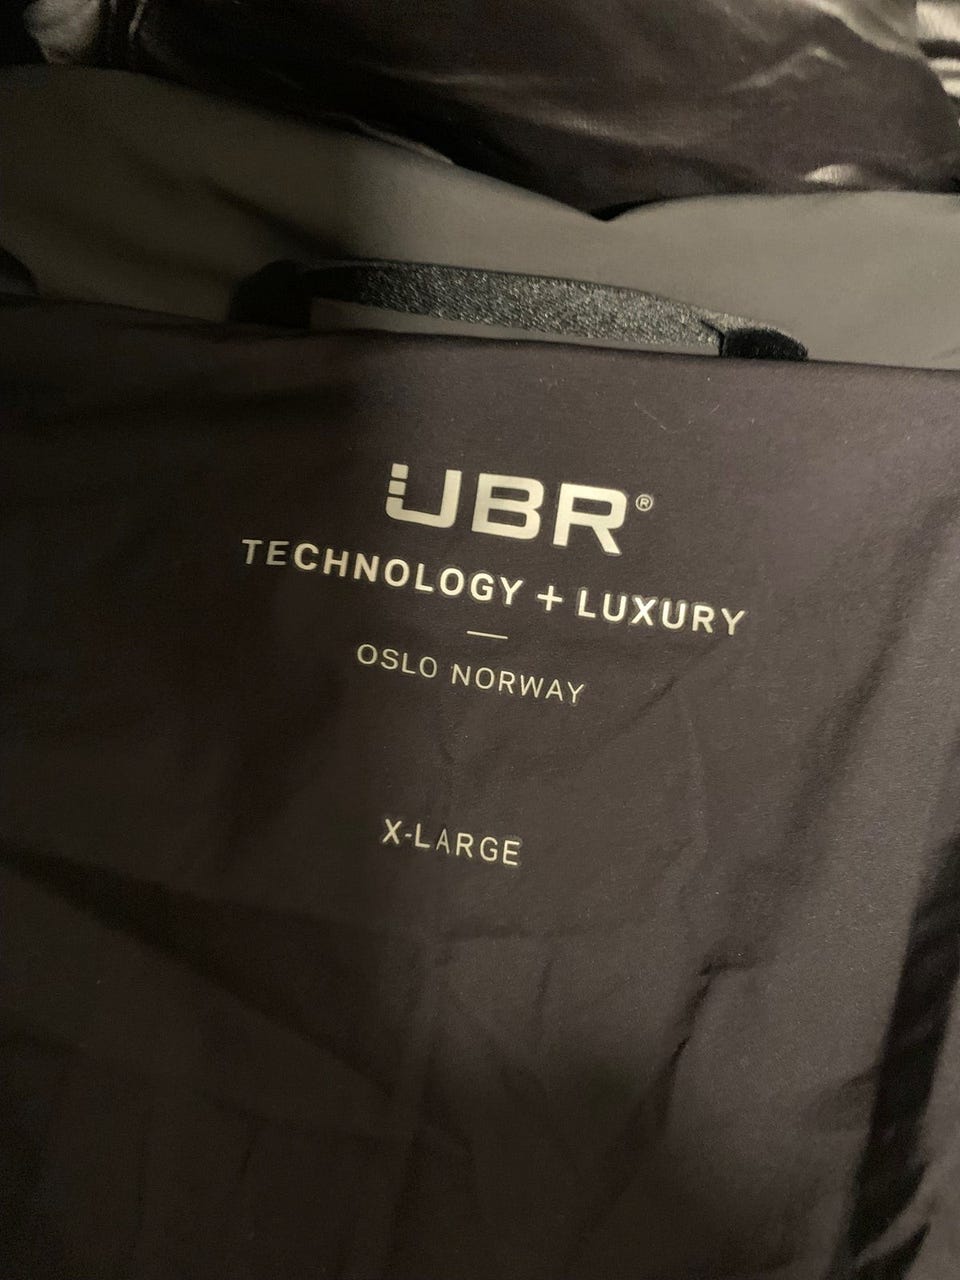 UBR®
TECHNOLOGY + LUXURY
OSLO NORWAY
X-LARGE